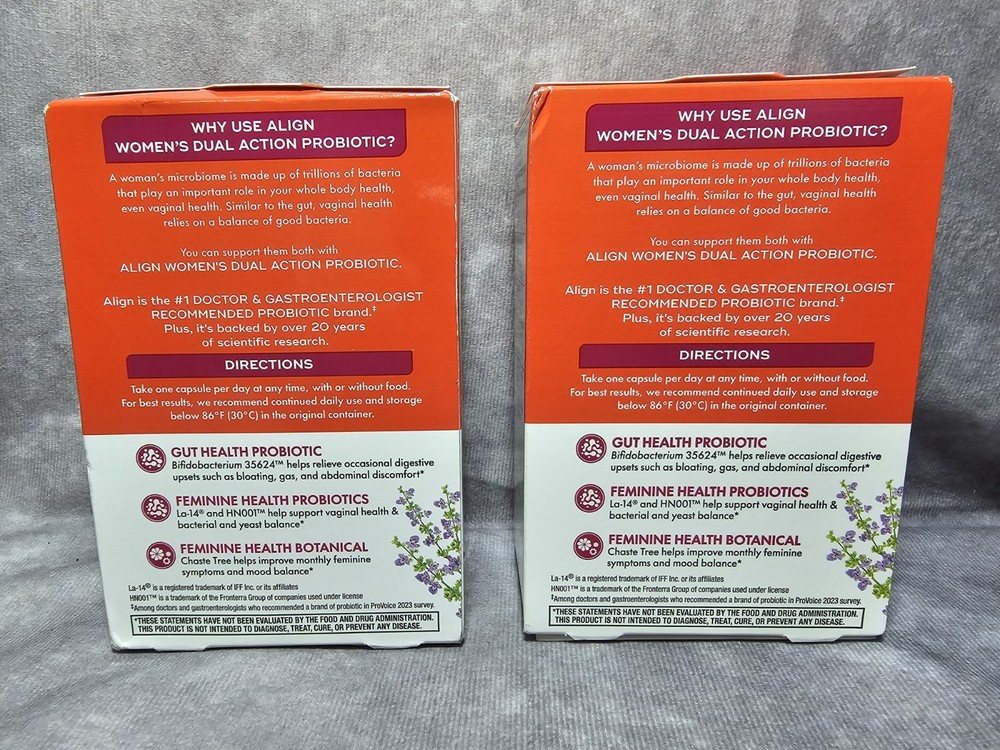 WHY USE ALIGN
WOMEN'S DUAL ACTION PROBIOTIC?
A woman's microbiome is made up of trillions of bacteria
that play an important role in your whole body health,
even vaginal health. Similar to the gut, vaginal health
relies on a balance of good bacteria.
You can support them both with
ALIGN WOMEN'S DUAL ACTION PROBIOTIC.
Align is the #1 DOCTOR & GASTROENTEROLOGIST
RECOMMENDED PROBIOTIC brand.‡
Plus, it's backed by over 20 years
of scientific research.
DIRECTIONS
Take one capsule per day at any time, with or without food.
For best results, we recommend continued daily use and storage
below 86°F (30°C) in the original container.
GUT HEALTH PROBIOTIC
Bifidobacterium 35624™ helps relieve occasional digestive
upsets such as bloating, gas, and abdominal discomfort*
FEMININE HEALTH PROBIOTICS
La-14® and HN001™ help support vaginal health &
bacterial and yeast balance*
FEMININE HEALTH BOTANICAL
Chaste Tree helps improve monthly feminine
symptoms and mood balance*
La-14® is a registered trademark of IFF Inc. or its affiliates
HN001™ is a trademark of the Fronterra Group of companies used under license
‡Among doctors and gastroenterologists who recommended a brand of probiotic in ProVoice 2023 survey.
*THESE STATEMENTS HAVE NOT BEEN EVALUATED BY THE FOOD AND DRUG ADMINISTRATION.
THIS PRODUCT IS NOT INTENDED TO DIAGNOSE, TREAT, CURE, OR PREVENT ANY DISEASE.
WHY USE ALIGN
WOMEN'S DUAL ACTION PROBIOTIC?
A woman's microbiome is made up of trillions of bacteria
that play an important role in your whole body health,
even vaginal health. Similar to the gut, vaginal health
relies on a balance of good bacteria.
You can support them both with
ALIGN WOMEN'S DUAL ACTION PROBIOTIC.
Align is the #1 DOCTOR & GASTROENTEROLOGIST
RECOMMENDED PROBIOTIC brand.‡
Plus, it's backed by over 20 years
of scientific research.
DIRECTIONS
Take one capsule per day at any time, with or without food.
For best results, we recommend continued daily use and storage
below 86°F (30°C) in the original container.
GUT HEALTH PROBIOTIC
Bifidobacterium 35624™ helps relieve occasional digestive
upsets such as bloating, gas, and abdominal discomfort*
FEMININE HEALTH PROBIOTICS
La-14® and HN001™ help support vaginal health &
bacterial and yeast balance*
FEMININE HEALTH BOTANICAL
Chaste Tree helps improve monthly feminine
symptoms and mood balance*
La-14® is a registered trademark of IFF Inc. or its affiliates
HN001™ is a trademark of the Fronterra Group of companies used under license
‡Among doctors and gastroenterologists who recommended a brand of probiotic in ProVoice 2023 survey.
*THESE STATEMENTS HAVE NOT BEEN EVALUATED BY THE FOOD AND DRUG ADMINISTRATION.
THIS PRODUCT IS NOT INTENDED TO DIAGNOSE, TREAT, CURE, OR PREVENT ANY DISEASE.